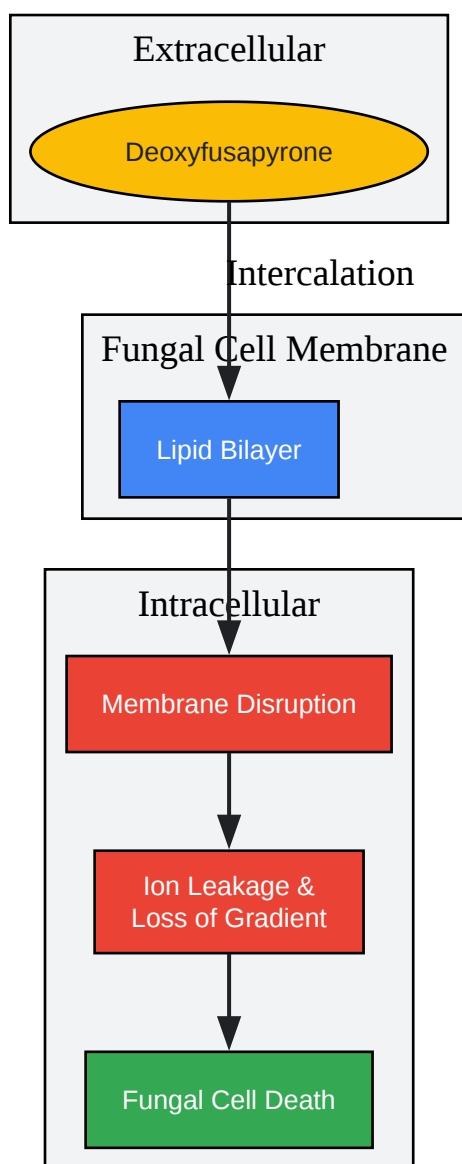 Extracellular
Deoxyfusapyrone
Intercalation
Fungal Cell Membrane
Lipid Bilayer
Intracellular
Membrane Disruption
Ion Leakage &
Loss of Gradient
Fungal Cell Death